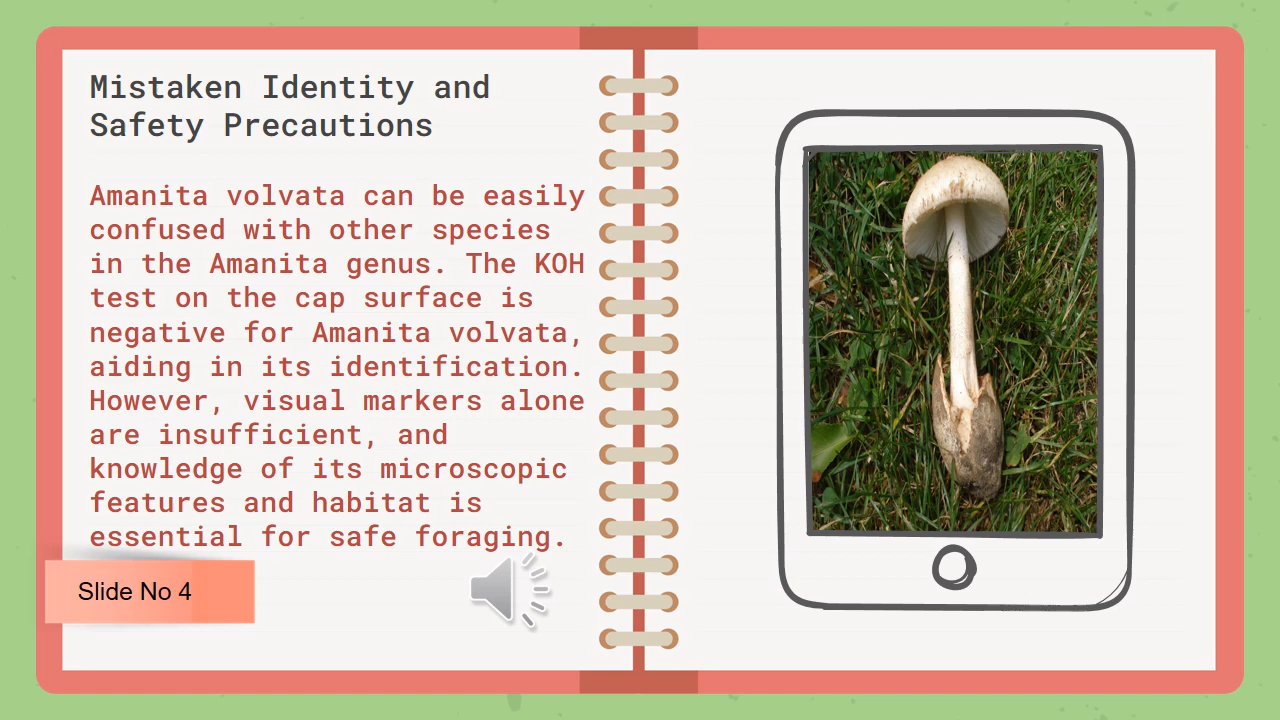 Mistaken Identity and
Safety Precautions
Amanita volvata can be easily
confused with other species
in the Amanita genus. The KOH
test on the cap surface is
negative for Amanita volvata,
aiding in its identification.
However, visual markers alone
are insufficient, and
knowledge of its microscopic
features and habitat is
essential for safe foraging.
Slide No 4